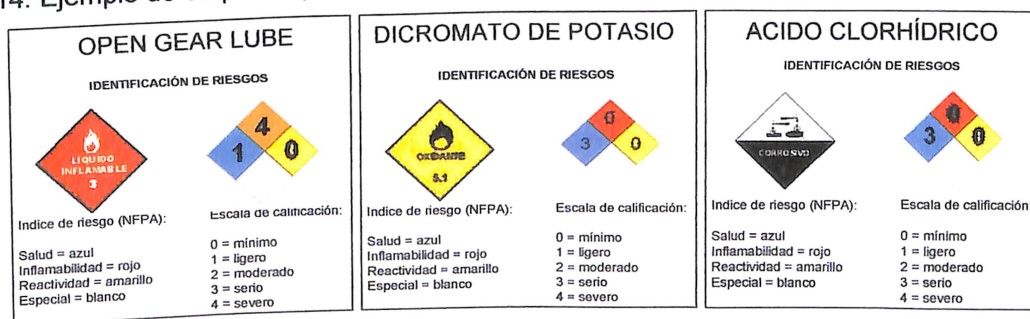 14. Ejemplo de
OPEN GEAR LUBE
IDENTIFICACIÓN DE RIESGOS
LÍQUIDO
INFLAMABLE
3
4
1
0
Indice de riesgo (NFPA):
Salud = azul
Inflamabilidad = rojo
Reactividad = amarillo
Especial = blanco
Escala de calificación:
0 = mínimo
1 = ligero
2 = moderado
3 = serio
4 = severo
DICROMATO DE POTASIO
IDENTIFICACIÓN DE RIESGOS
OXIDANTE
5.1
0
3
0
Indice de riesgo (NFPA):
Salud = azul
Inflamabilidad = rojo
Reactividad = amarillo
Especial = blanco
Escala de calificación:
0 = mínimo
1 = ligero
2 = moderado
3 = serio
4 = severo
ACIDO CLORHÍDRICO
IDENTIFICACIÓN DE RIESGOS
CORROSIVO
0
3
0
Indice de riesgo (NFPA):
Salud = azul
Inflamabilidad = rojo
Reactividad = amarillo
Especial = blanco
Escala de calificación:
0 = mínimo
1 = ligero
2 = moderado
3 = serio
4 = severo